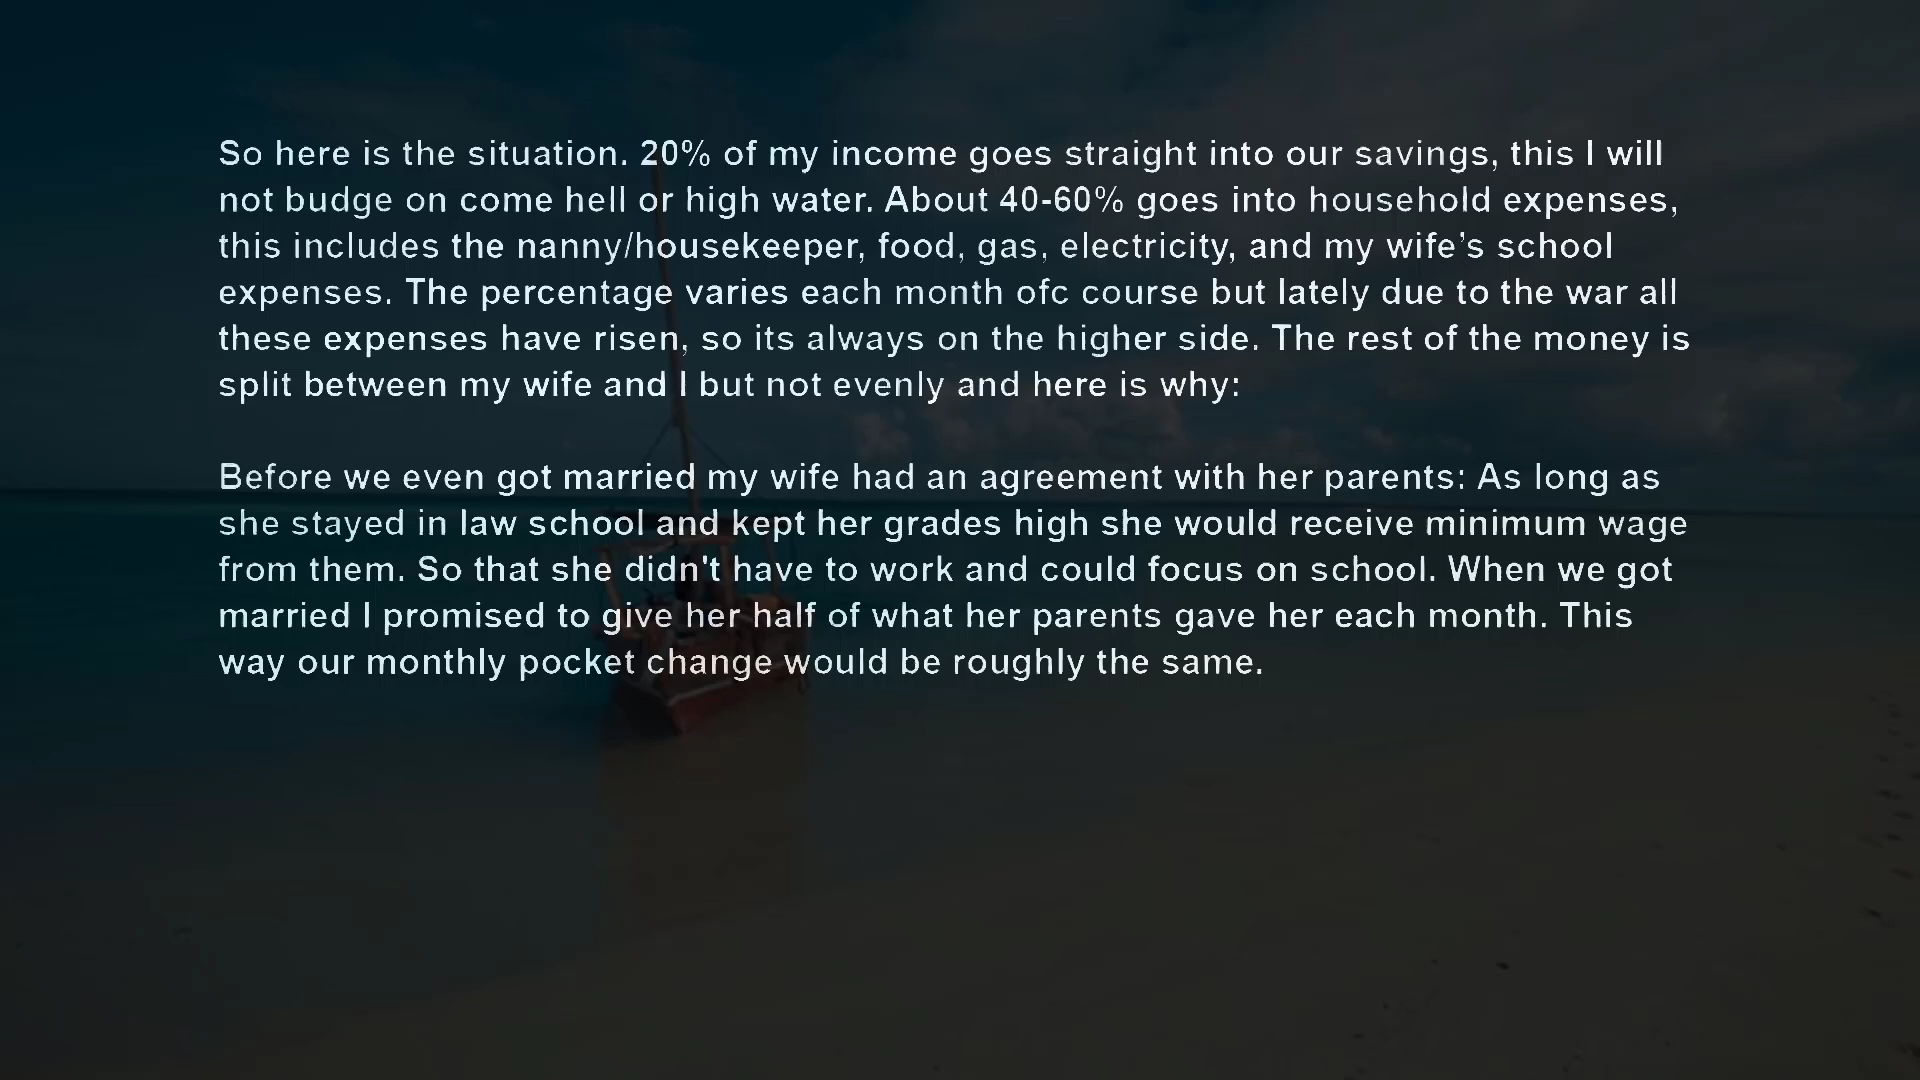 So here is the situation. 20% of my income goes straight into our savings, this I will
not budge on come hell or high water. About 40-60% goes into household expenses,
this includes the nanny/housekeeper, food, gas, electricity, and my wife’s school
expenses. The percentage varies each month ofc course but lately due to the war all
these expenses have risen, so its always on the higher side. The rest of the money is
split between my wife and I but not evenly and here is why:
Before we even got married my wife had an agreement with her parents: As long as
she stayed in law school and kept her grades high she would receive minimum wage
from them. So that she didn't have to work and could focus on school. When we got
married I promised to give her half of what her parents gave her each month. This
way our monthly pocket change would be roughly the same.